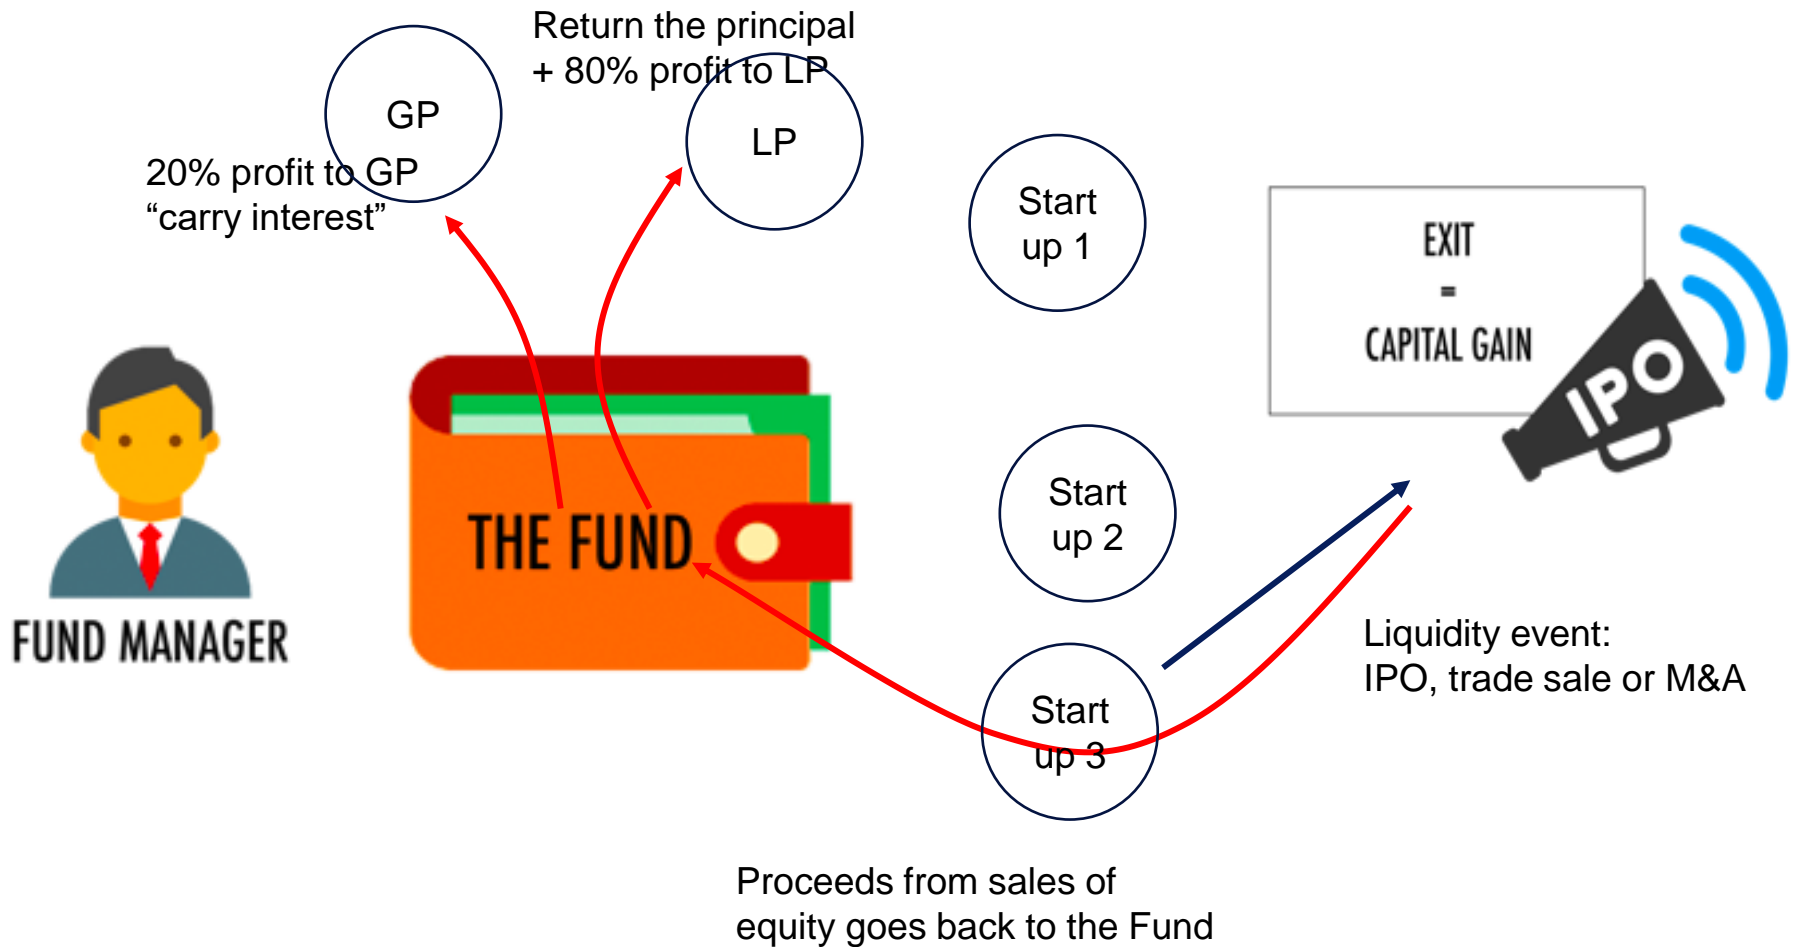 Return the principal
+ 80% profit to LP
GP
LP
20% profit to GP
“carry interest”
Start
up 1
EXIT
=
CAPITAL GAIN
IPO
Start
up 2
THE FUND
FUND MANAGER
Liquidity event:
IPO, trade sale or M&A
Start
up 3
Proceeds from sales of
equity goes back to the Fund